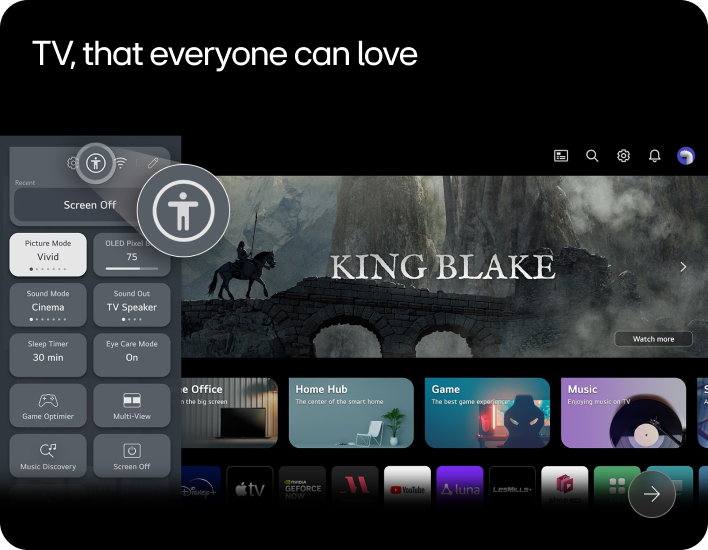 TV, that everyone can love
Recent
Screen Off
Picture Mode
Vivid
OLED Pixel
75
Sound Mode
Cinema
Sound Out
TV Speaker
Sleep Timer
30 min
Eye Care Mode
On
Game Optimier
Multi-View
Music Discovery
Screen Off
KING BLAKE
Watch more
Office
the big screen
Home Hub
The center of the smart home
Game
The best game experience
Music
Enjoying music on TV
S
Disney+
tv
NVIDIA
GEFORCE
NOW
YouTube
luna
LesMills+